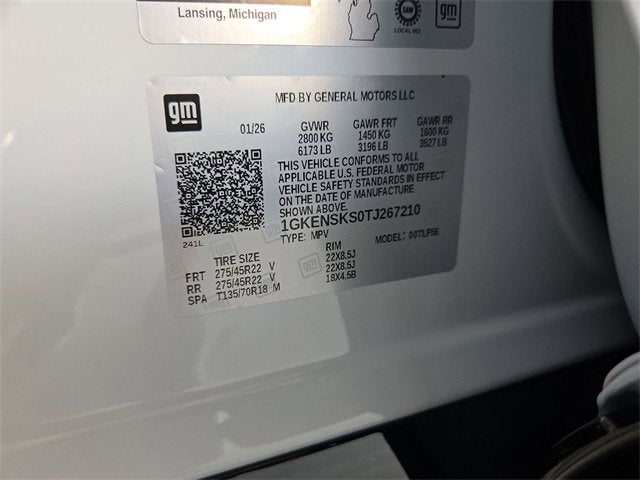 Lansing, Michigan
LOCAL 602
gm
gm
MFD BY GENERAL MOTORS LLC
01/26 GVWR GAWR FRT GAWR RR
2800 KG 1450 KG 1600 KG
6173 LB 3196 LB 3527 LB
THIS VEHICLE CONFORMS TO ALL
APPLICABLE U.S. FEDERAL MOTOR
VEHICLE SAFETY STANDARDS IN EFFECT
ON THE DATE OF MANUFACTURE
SHOWN ABOVE.
1GKENSKS0TJ267210
241L TYPE: MPV MODEL: 00TLF56
TIRE SIZE RIM
FRT 275/45R22 V 22X8.5J
RR 275/45R22 V 22X8.5J
SPA T135/70R18 M 18X4.5B